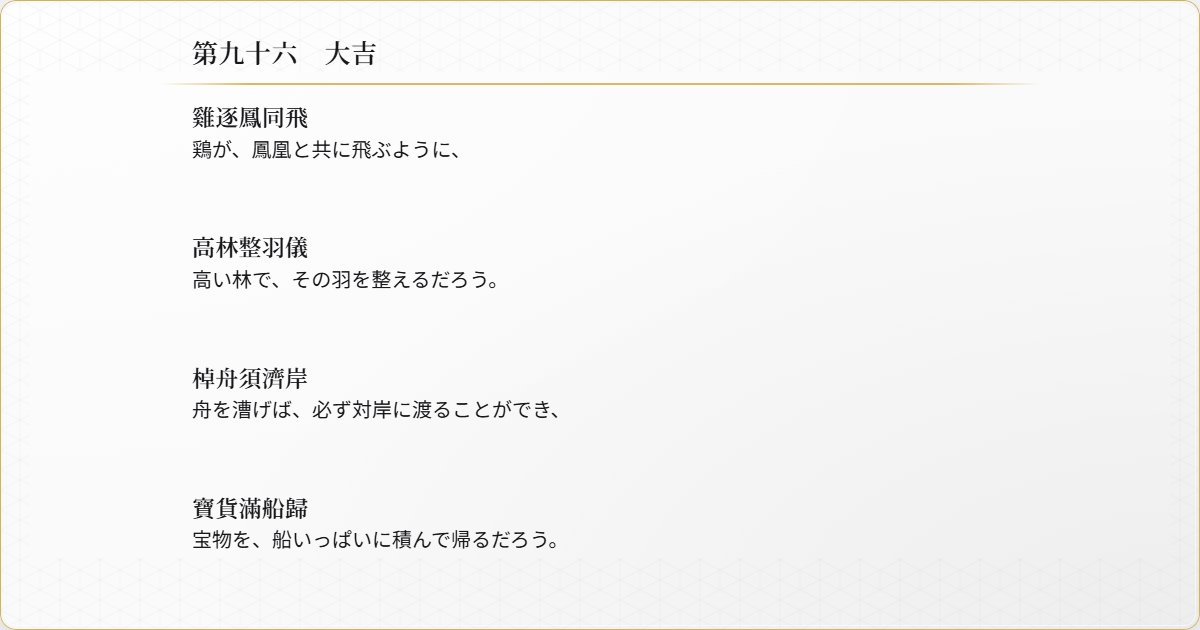 第九十六　大吉
雞逐鳳同飛
鶏が、鳳凰と共に飛ぶように、
高林整羽儀
高い林で、その羽を整えるだろう。
棹舟須濟岸
舟を漕げば、必ず対岸に渡ることができ、
寶貨滿船歸
宝物を、船いっぱいに積んで帰るだろう。